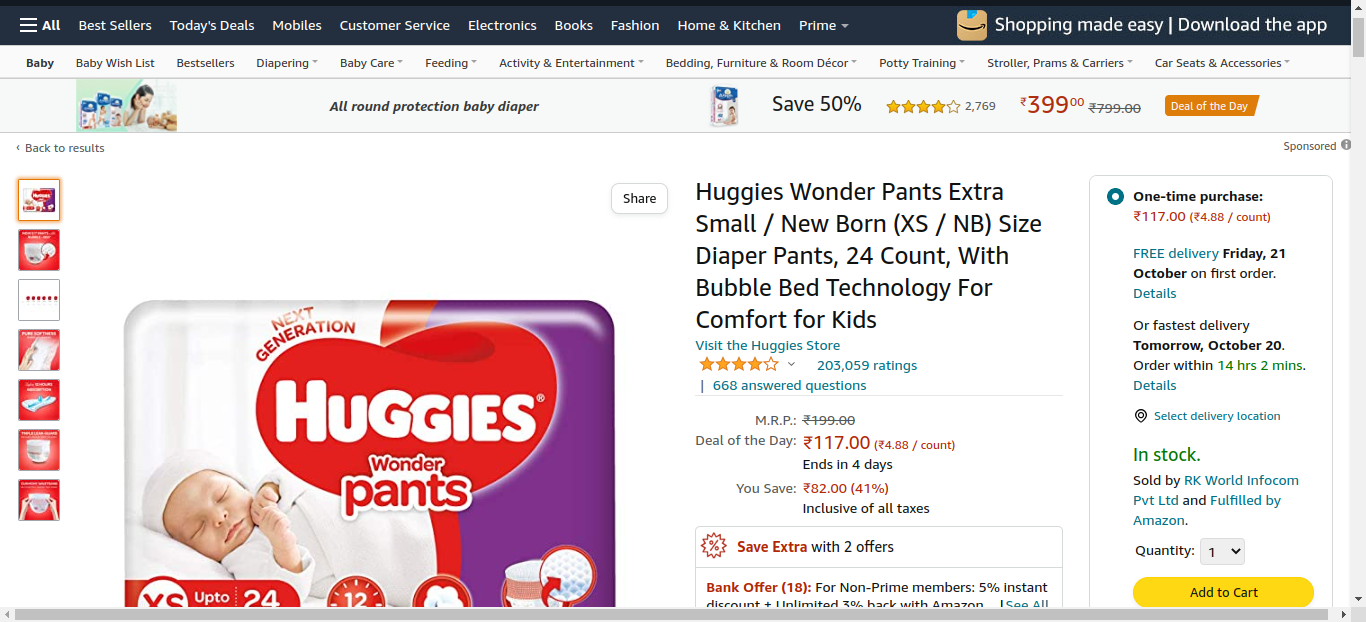 All Best Sellers Today's Deals Mobiles Customer Service Electronics Books Fashion Home & Kitchen Prime Shopping made easy | Download the app
Baby Baby Wish List Bestsellers Diapering Baby Care Feeding Activity & Entertainment Bedding, Furniture & Room Décor Potty Training Stroller, Prams & Carriers Car Seats & Accessories
All round protection baby diaper Save 50% 2,769 ₹399⁰⁰ ₹799.00 Deal of the Day
‹ Back to results
Sponsored
Share
Huggies Wonder Pants Extra
Small / New Born (XS / NB) Size
Diaper Pants, 24 Count, With
Bubble Bed Technology For
Comfort for Kids
Visit the Huggies Store
203,059 ratings
| 668 answered questions
M.R.P.: ₹199.00
Deal of the Day: ₹117.00 (₹4.88 / count)
Ends in 4 days
You Save: ₹82.00 (41%)
Inclusive of all taxes
Save Extra with 2 offers
Bank Offer (18): For Non-Prime members: 5% instant
discount + Unlimited 3% back with Amazon... | See All
NEXT
GENERATION
HUGGIES®
Wonder
pants
XS Upto 24
12
PURE SOFTNESS
One-time purchase:
₹117.00 (₹4.88 / count)
FREE delivery Friday, 21
October on first order.
Details
Or fastest delivery
Tomorrow, October 20.
Order within 14 hrs 2 mins.
Details
Select delivery location
In stock.
Sold by RK World Infocom
Pvt Ltd and Fulfilled by
Amazon.
Quantity: 1
Add to Cart